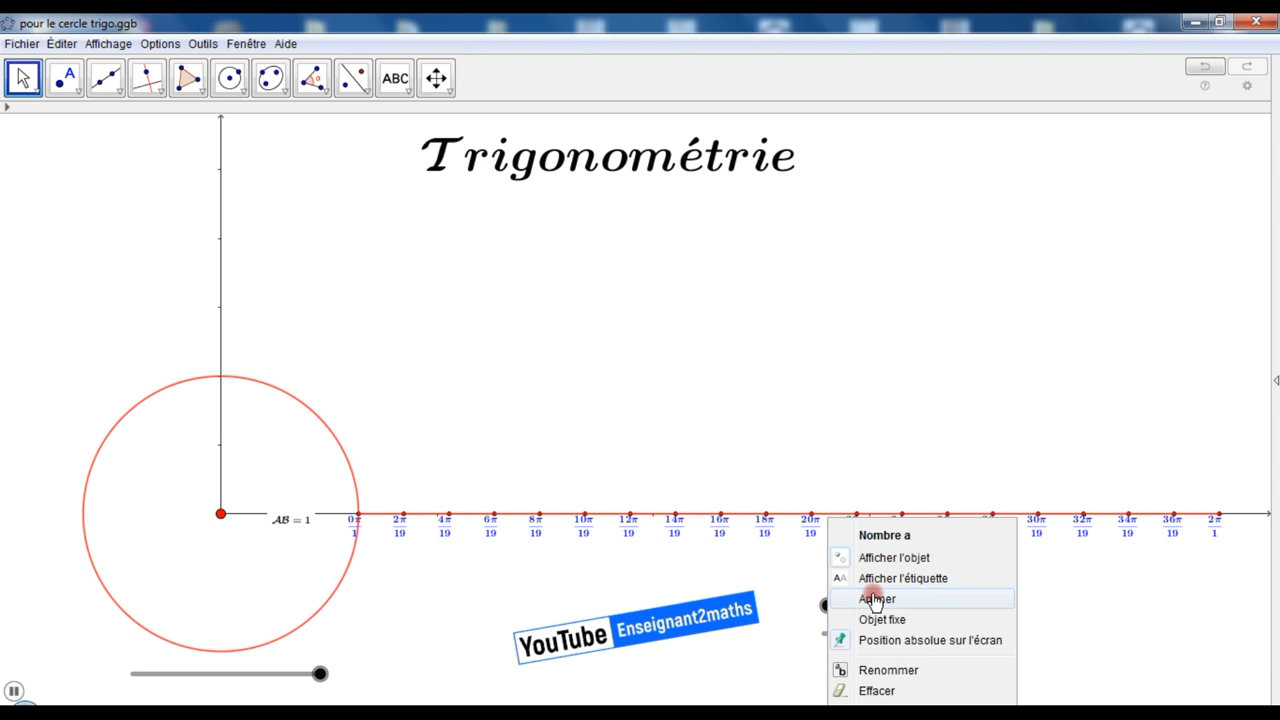 pour le cercle trigo.ggb
Fichier Éditer Affichage Options Outils Fenêtre Aide
A
α
ABC
Trigonométrie
AB = 1
0π/1 2π/19 4π/19 6π/19 8π/19 10π/19 12π/19 14π/19 16π/19 18π/19 20π/19 30π/19 32π/19 34π/19 36π/19 2π/1
Nombre a
Afficher l'objet
AA Afficher l'étiquette
Animer
Objet fixe
Position absolue sur l'écran
ab Renommer
Effacer
YouTube Enseignant2maths